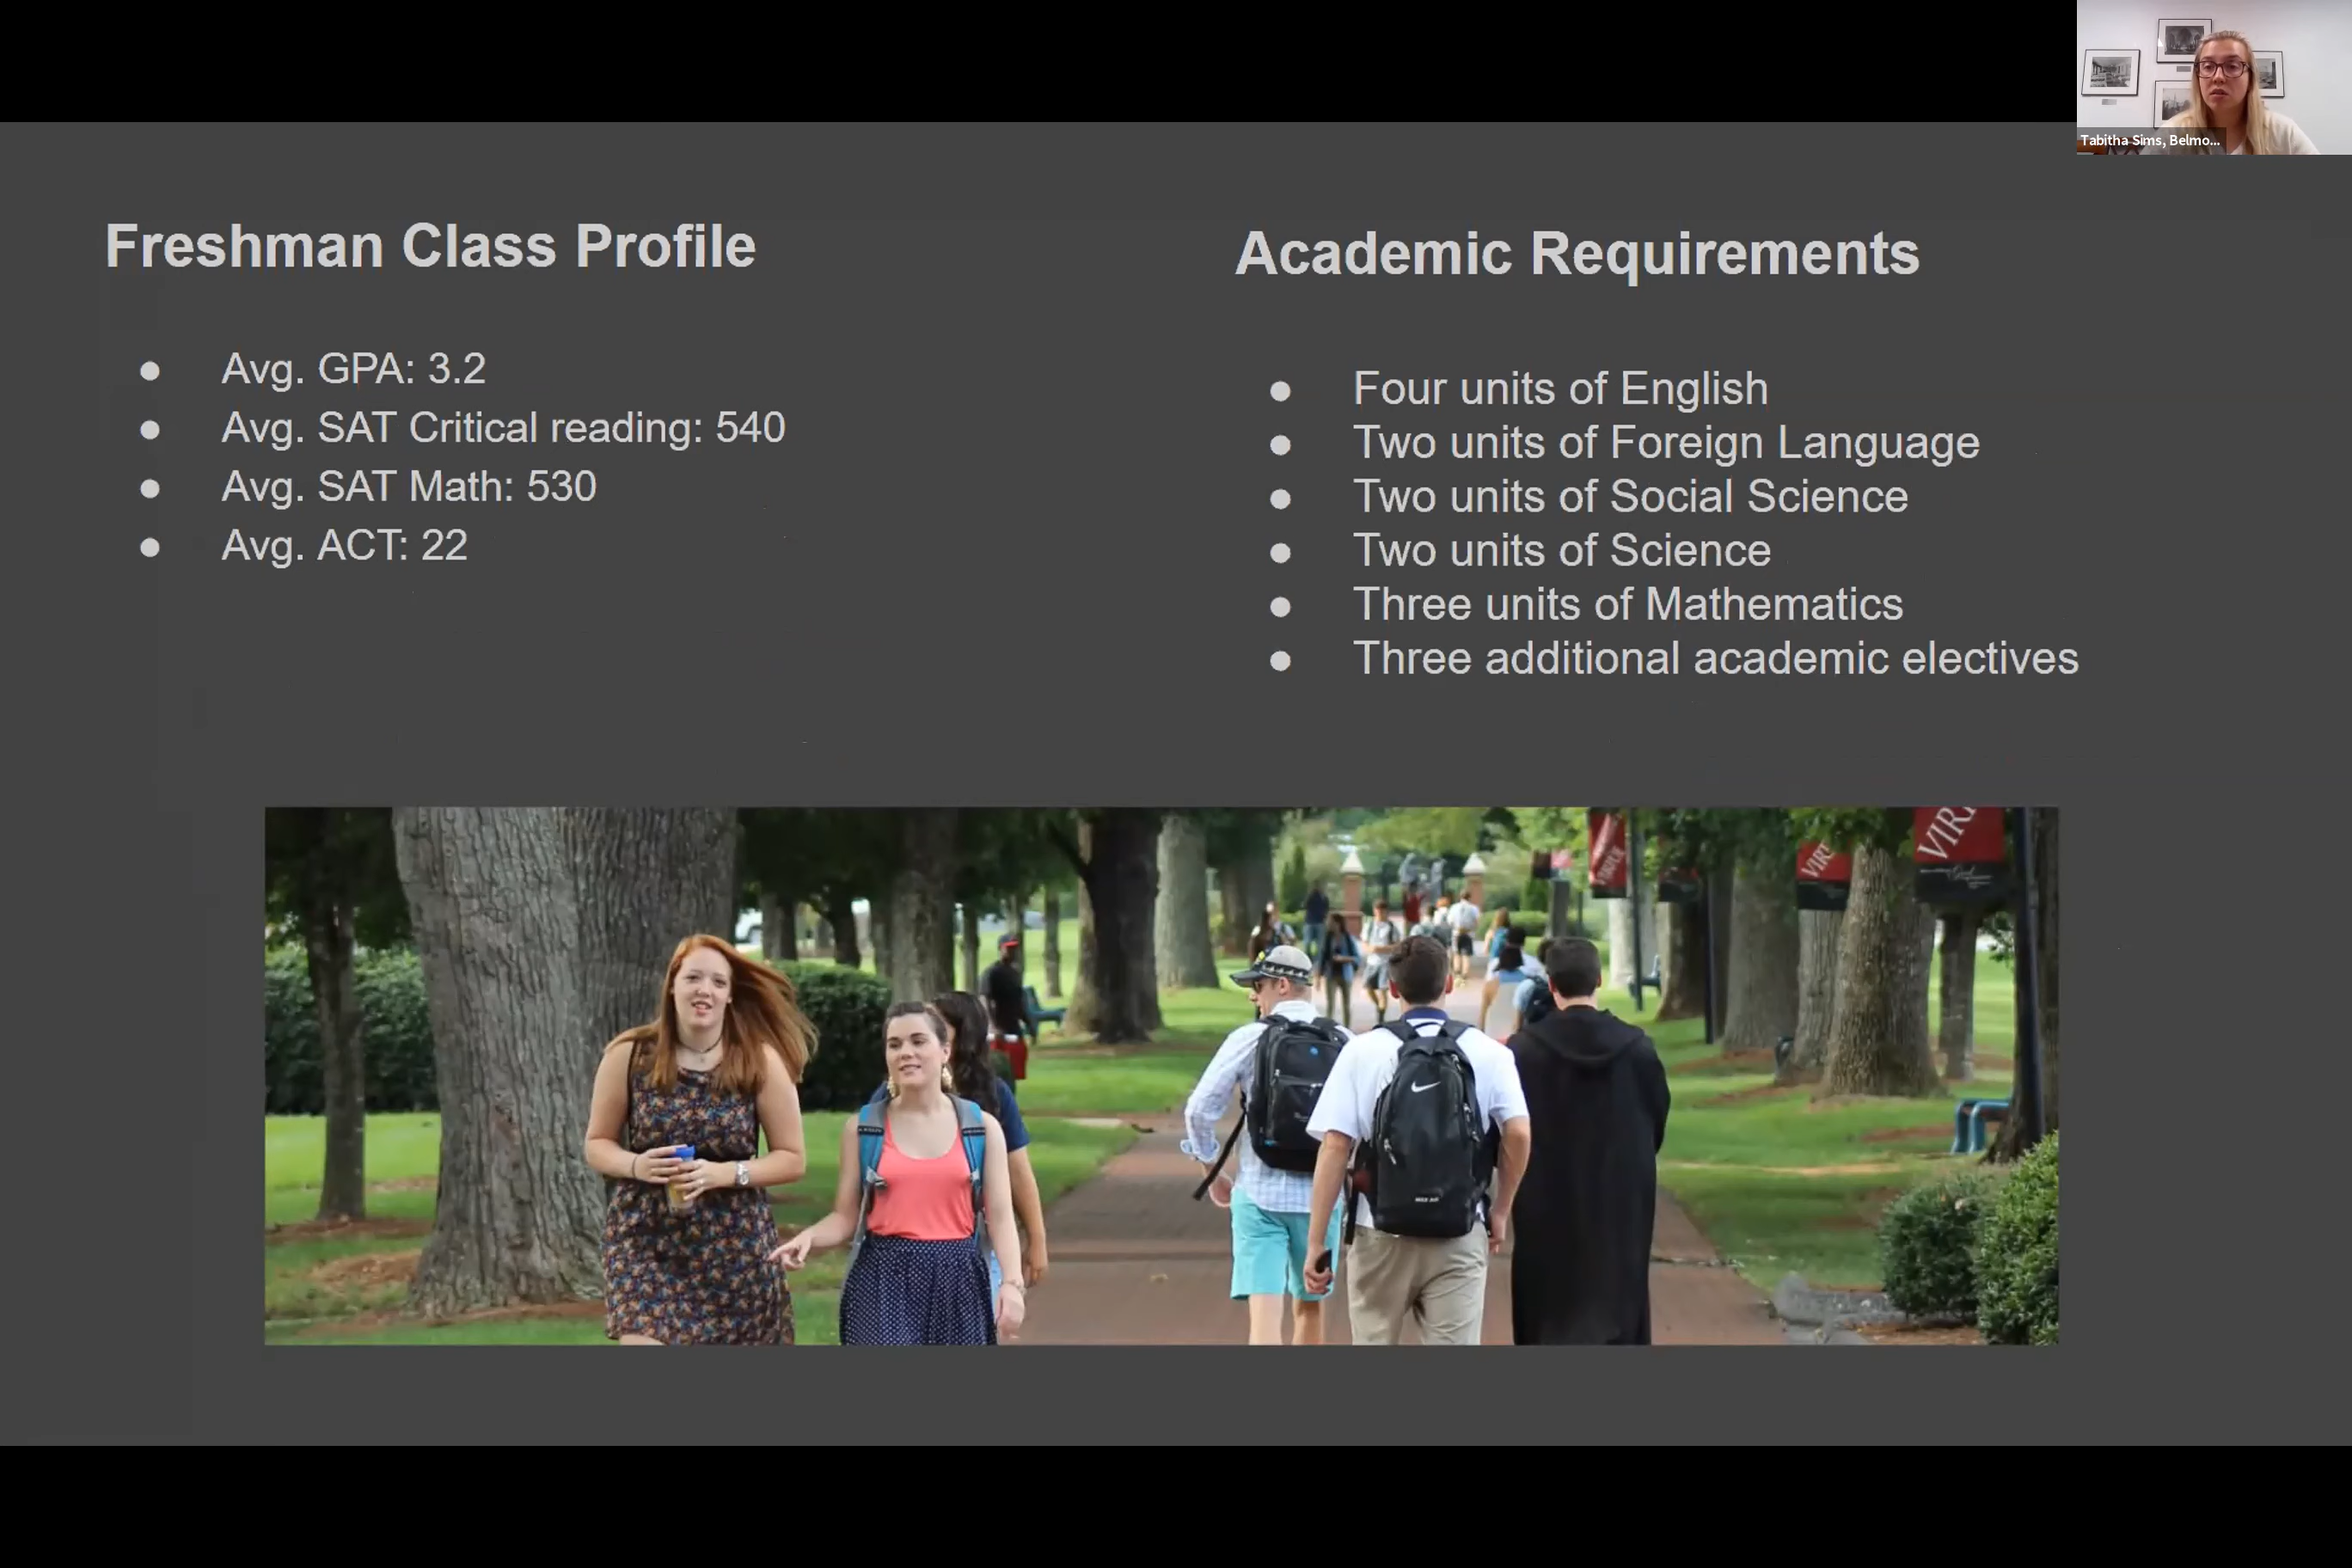 Tabitha Sims, Belmo...
Freshman Class Profile
● Avg. GPA: 3.2
● Avg. SAT Critical reading: 540
● Avg. SAT Math: 530
● Avg. ACT: 22
Academic Requirements
● Four units of English
● Two units of Foreign Language
● Two units of Social Science
● Two units of Science
● Three units of Mathematics
● Three additional academic electives
VIRT
VIRT